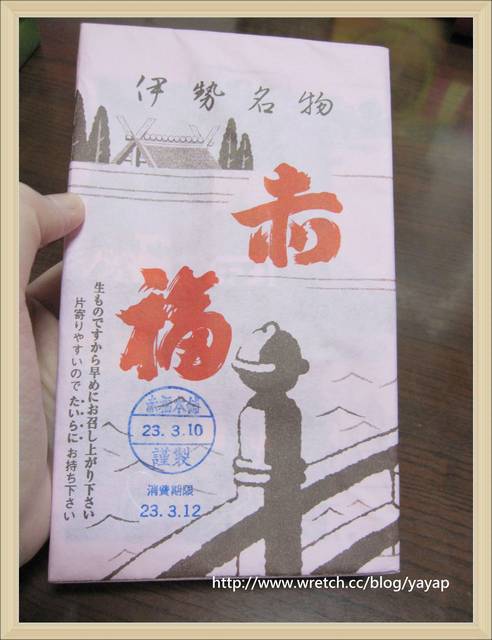 伊勢名物
赤
福
生ものですから早めにお召し上がり下さい
片寄りやすいので たいらに お持ち下さい
赤福本舗
23.3.10
謹製
消費期限
23.3.12
http://www.wretch.cc/blog/yayap